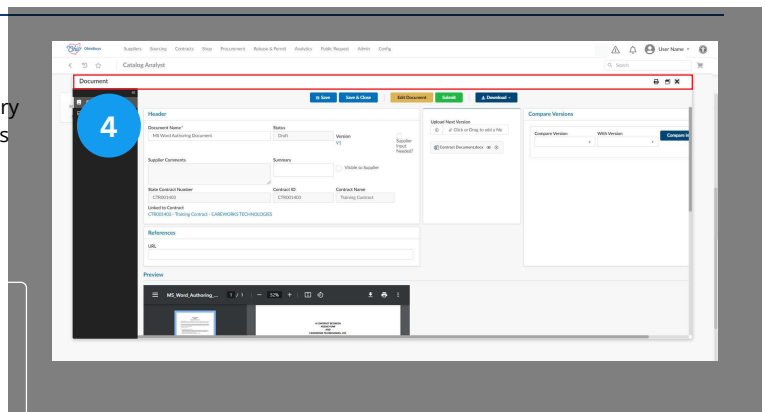 Ohio OhioBuys Suppliers Sourcing Contracts Shop Procurement Release & Permit Analytics Public Request Admin Config User Name
Catalog Analyst Search
Document
ry
s
4
Save Save & Close Edit Document Submit Download
Header
Document Name* Status
MS Word Authoring Document Draft Version
V1
Supplier
Input
Needed?
Supplier Comments Summary
Visible to Supplier
State Contract Number Contract ID Contract Name
CTR001403 CTR001403 Training Contract
Linked to Contract
CTR001403 - Training Contract - CAREWORKS TECHNOLOGIES
References
URL
Upload Next Version
Click or Drag to add a file
Contract Document.docx
Compare Versions
Compare Version With Version Compare in
Preview
MS_Word_Authoring_... 1 / 1 — 52% +